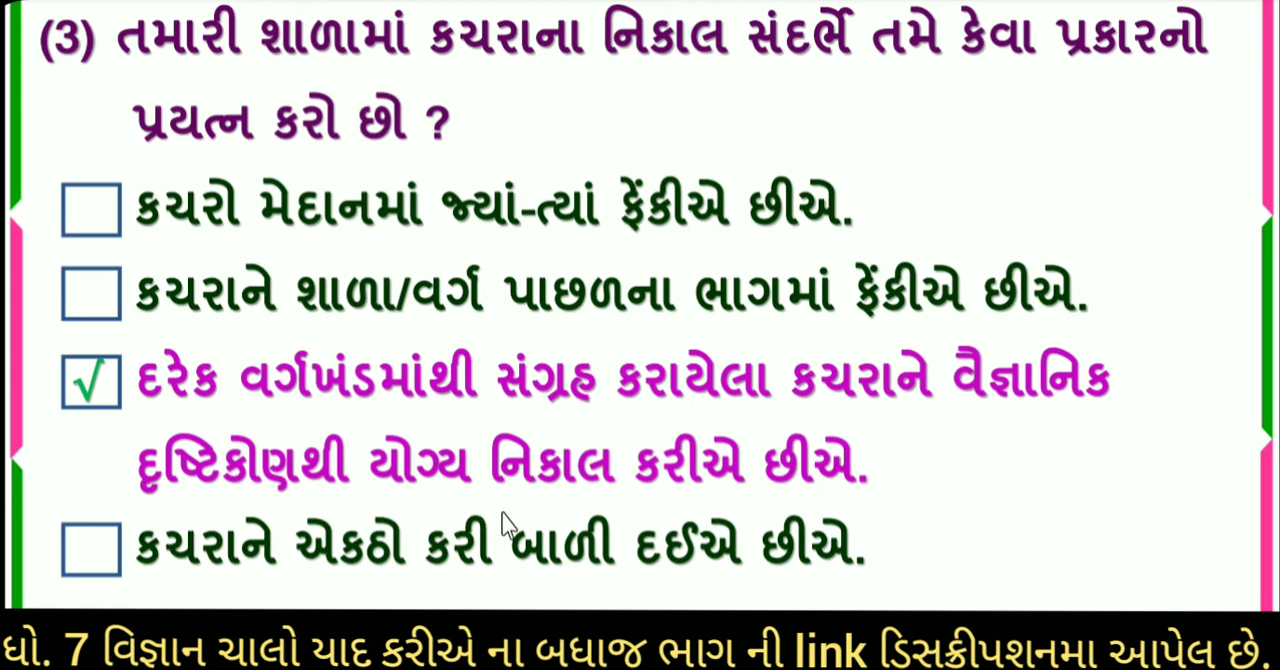 (3) તમારી શાળામાં કચરાના નિકાલ સંદર્ભે તમે કેવા પ્રકારનો
પ્રયત્ન કરો છો ?
કચરો મેદાનમાં જ્યાં-ત્યાં ફેંકીએ છીએ.
કચરાને શાળા/વર્ગ પાછળના ભાગમાં ફેંકીએ છીએ.
√ દરેક વર્ગખંડમાંથી સંગ્રહ કરાયેલા કચરાને વૈજ્ઞાનિક
દૃષ્ટિકોણથી યોગ્ય નિકાલ કરીએ છીએ.
કચરાને એકઠો કરી બાળી દઈએ છીએ.
ધો. 7 વિજ્ઞાન ચાલો યાદ કરીએ ના બધાજ ભાગ ની link ડિસક્રીપશનમા આપેલ છે.